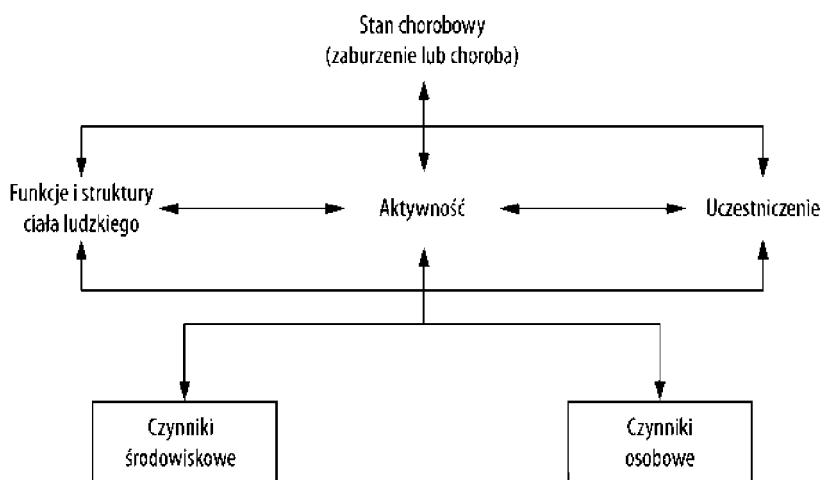 Stan chorobowy
(zaburzenie lub choroba)
Funkcje i struktury
ciała ludzkiego
Aktywność
Uczestniczenie
Czynniki
środowiskowe
Czynniki
osobowe